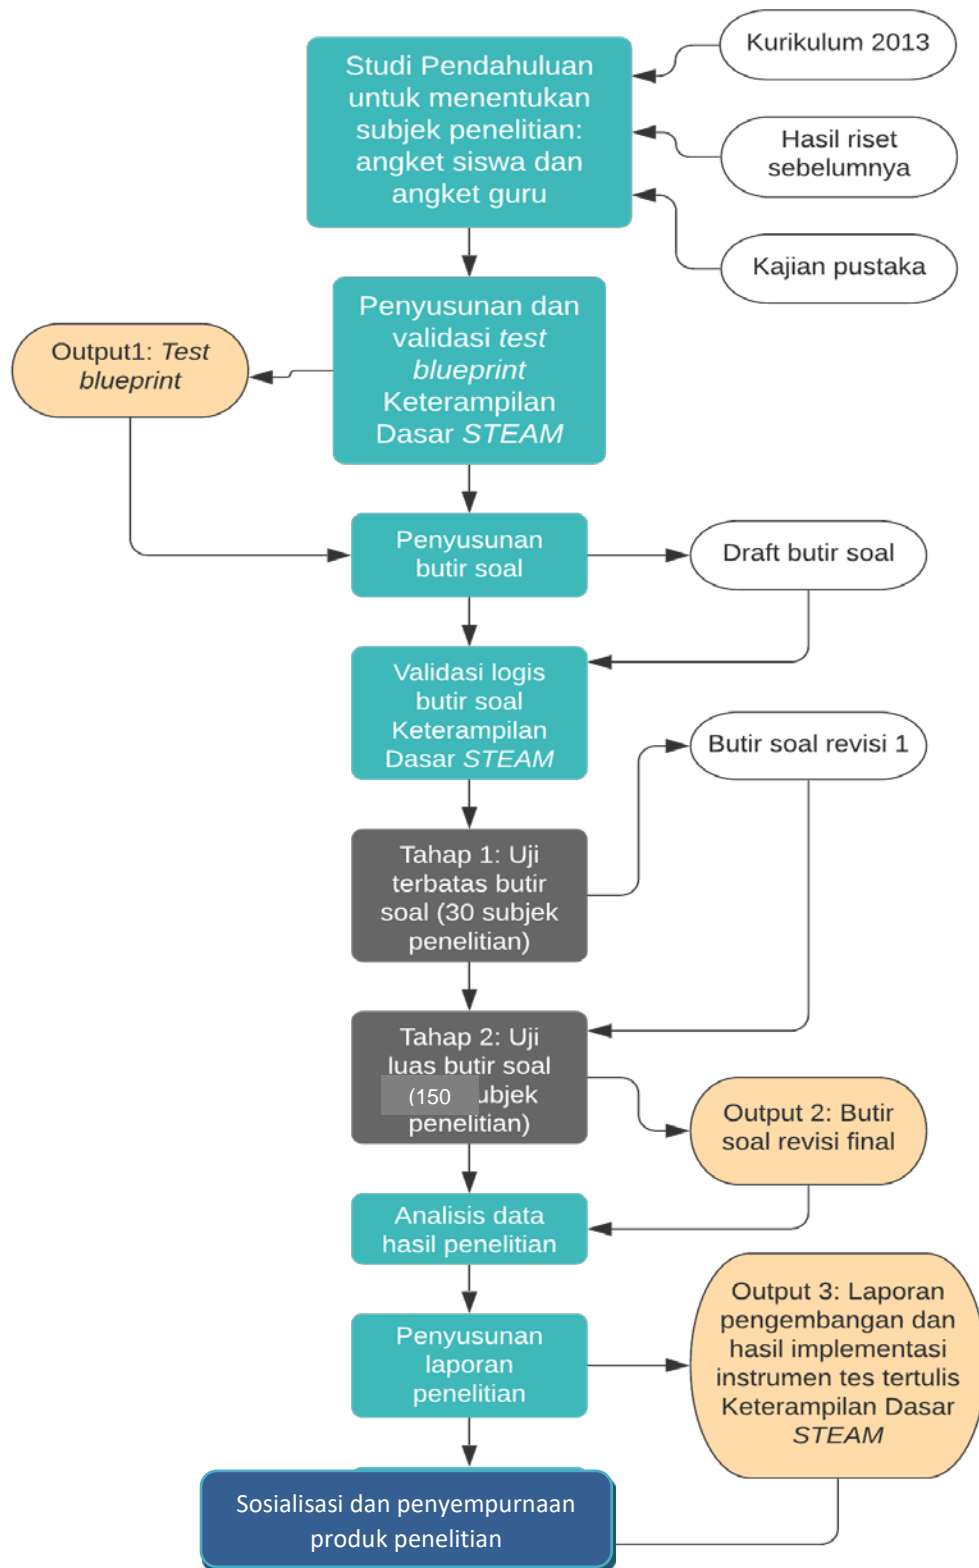 Kurikulum 2013
Studi Pendahuluan
untuk menentukan
subjek penelitian:
angket siswa dan
angket guru
Hasil riset
sebelumnya
Kajian pustaka
Penyusunan dan
validasi test
blueprint
Keterampilan
Dasar STEAM
Output1: Test
blueprint
Penyusunan
butir soal
Draft butir soal
Validasi logis
butir soal
Keterampilan
Dasar STEAM
Butir soal revisi 1
Tahap 1: Uji
terbatas butir
soal (30 subjek
penelitian)
Tahap 2: Uji
luas butir soal
(150 ubjek
penelitian)
Output 2: Butir
soal revisi final
Analisis data
hasil penelitian
Penyusunan
laporan
penelitian
Output 3: Laporan
pengembangan dan
hasil implementasi
instrumen tes tertulis
Keterampilan Dasar
STEAM
Sosialisasi dan penyempurnaan
produk penelitian